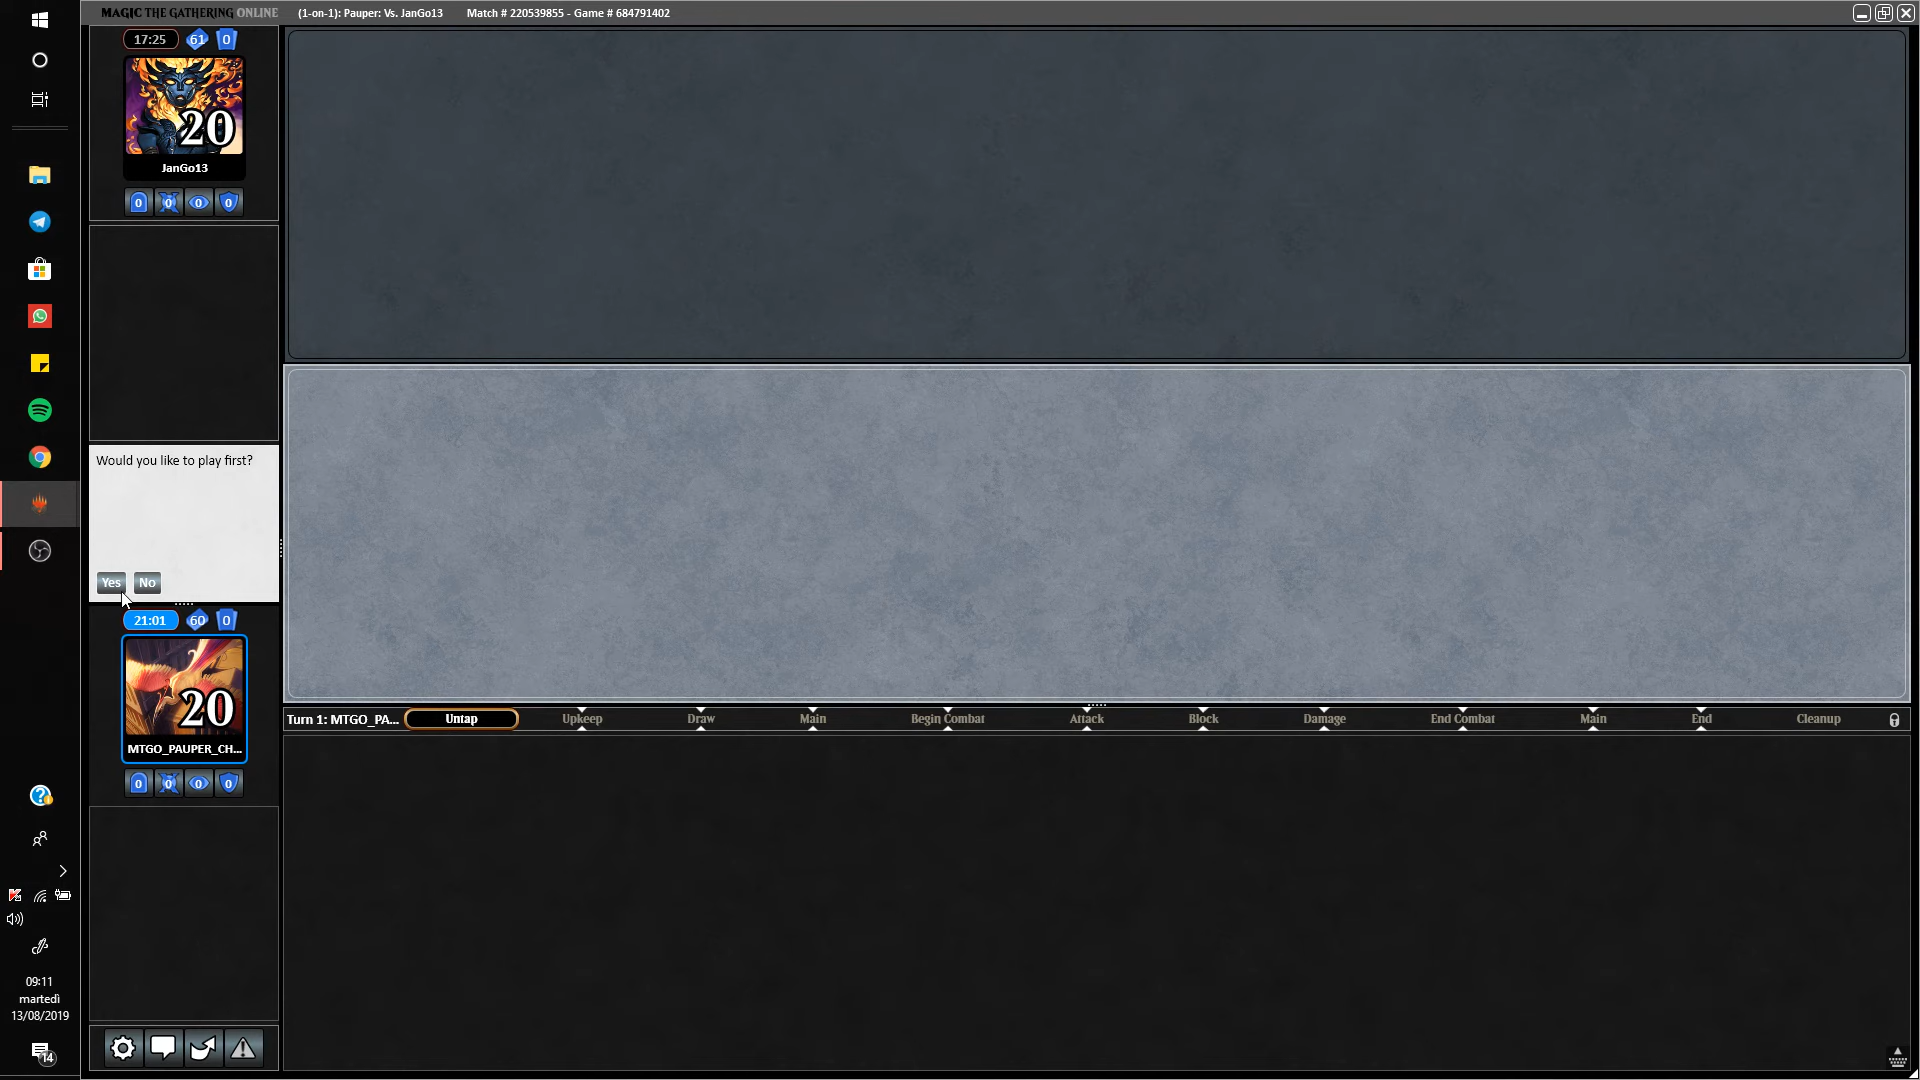 MAGIC THE GATHERING ONLINE (1-on-1): Pauper: Vs. JanGo13 Match # 220539855 - Game # 684791402
17:25 61 0
20
JanGo13
0 0 0 0
Would you like to play first?
Yes No
21:01 60 0
20
MTGO_PAUPER_CH...
0 0 0 0
Turn 1: MTGO_PA... Untap Upkeep Draw Main Begin Combat Attack Block Damage End Combat Main End Cleanup
09:11
martedì
13/08/2019
14